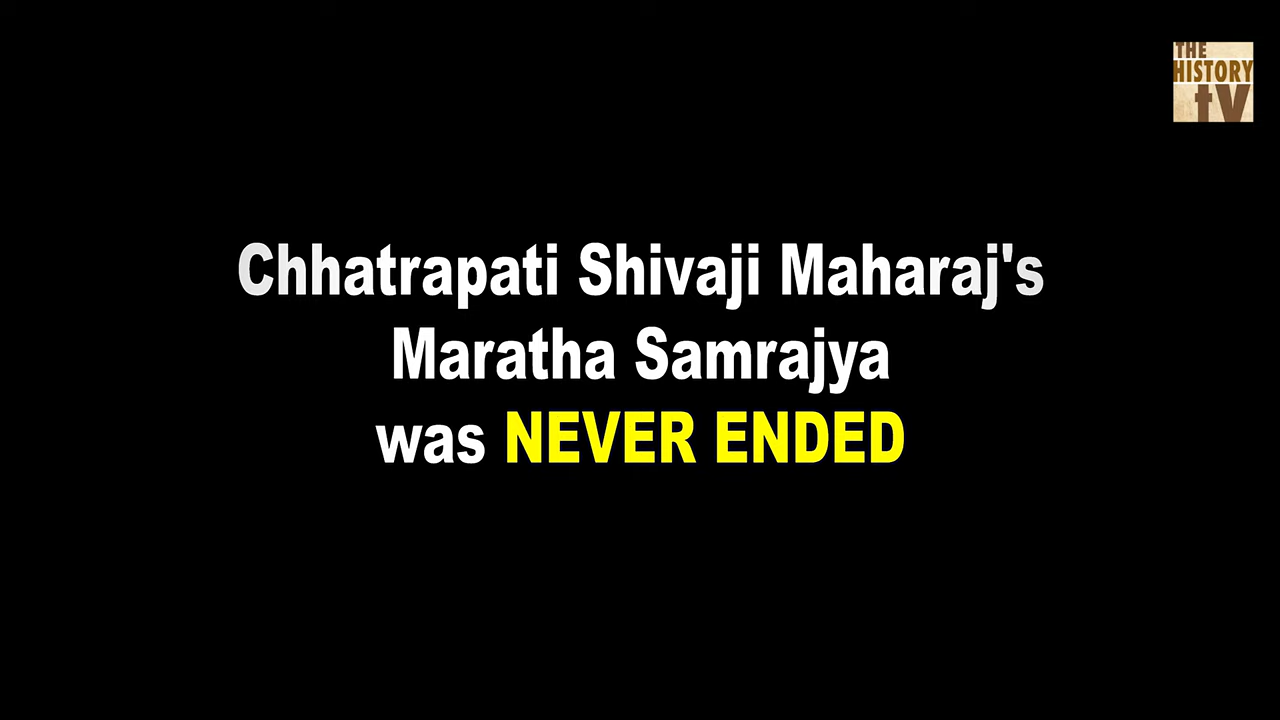 THE
HISTORY
tV
Chhatrapati Shivaji Maharaj's
Maratha Samrajya
was NEVER ENDED